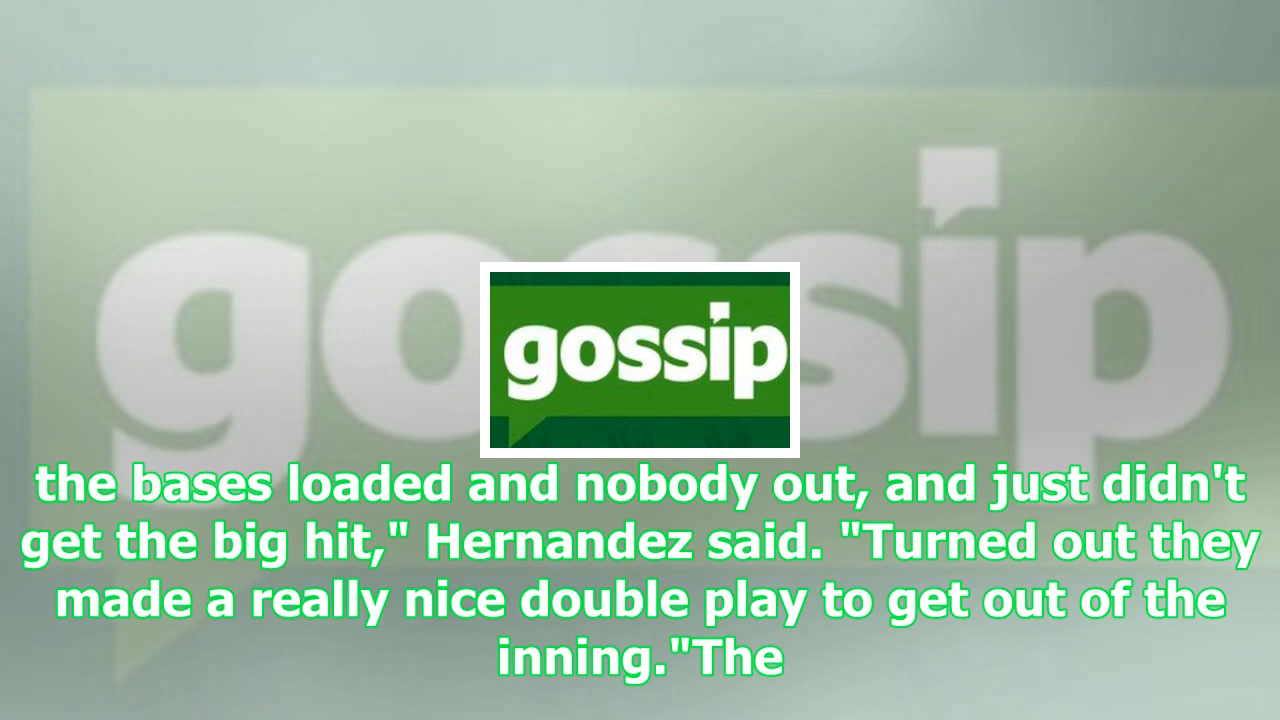 gossip
gossip
the bases loaded and nobody out, and just didn't
get the big hit," Hernandez said. "Turned out they
made a really nice double play to get out of the
inning."The